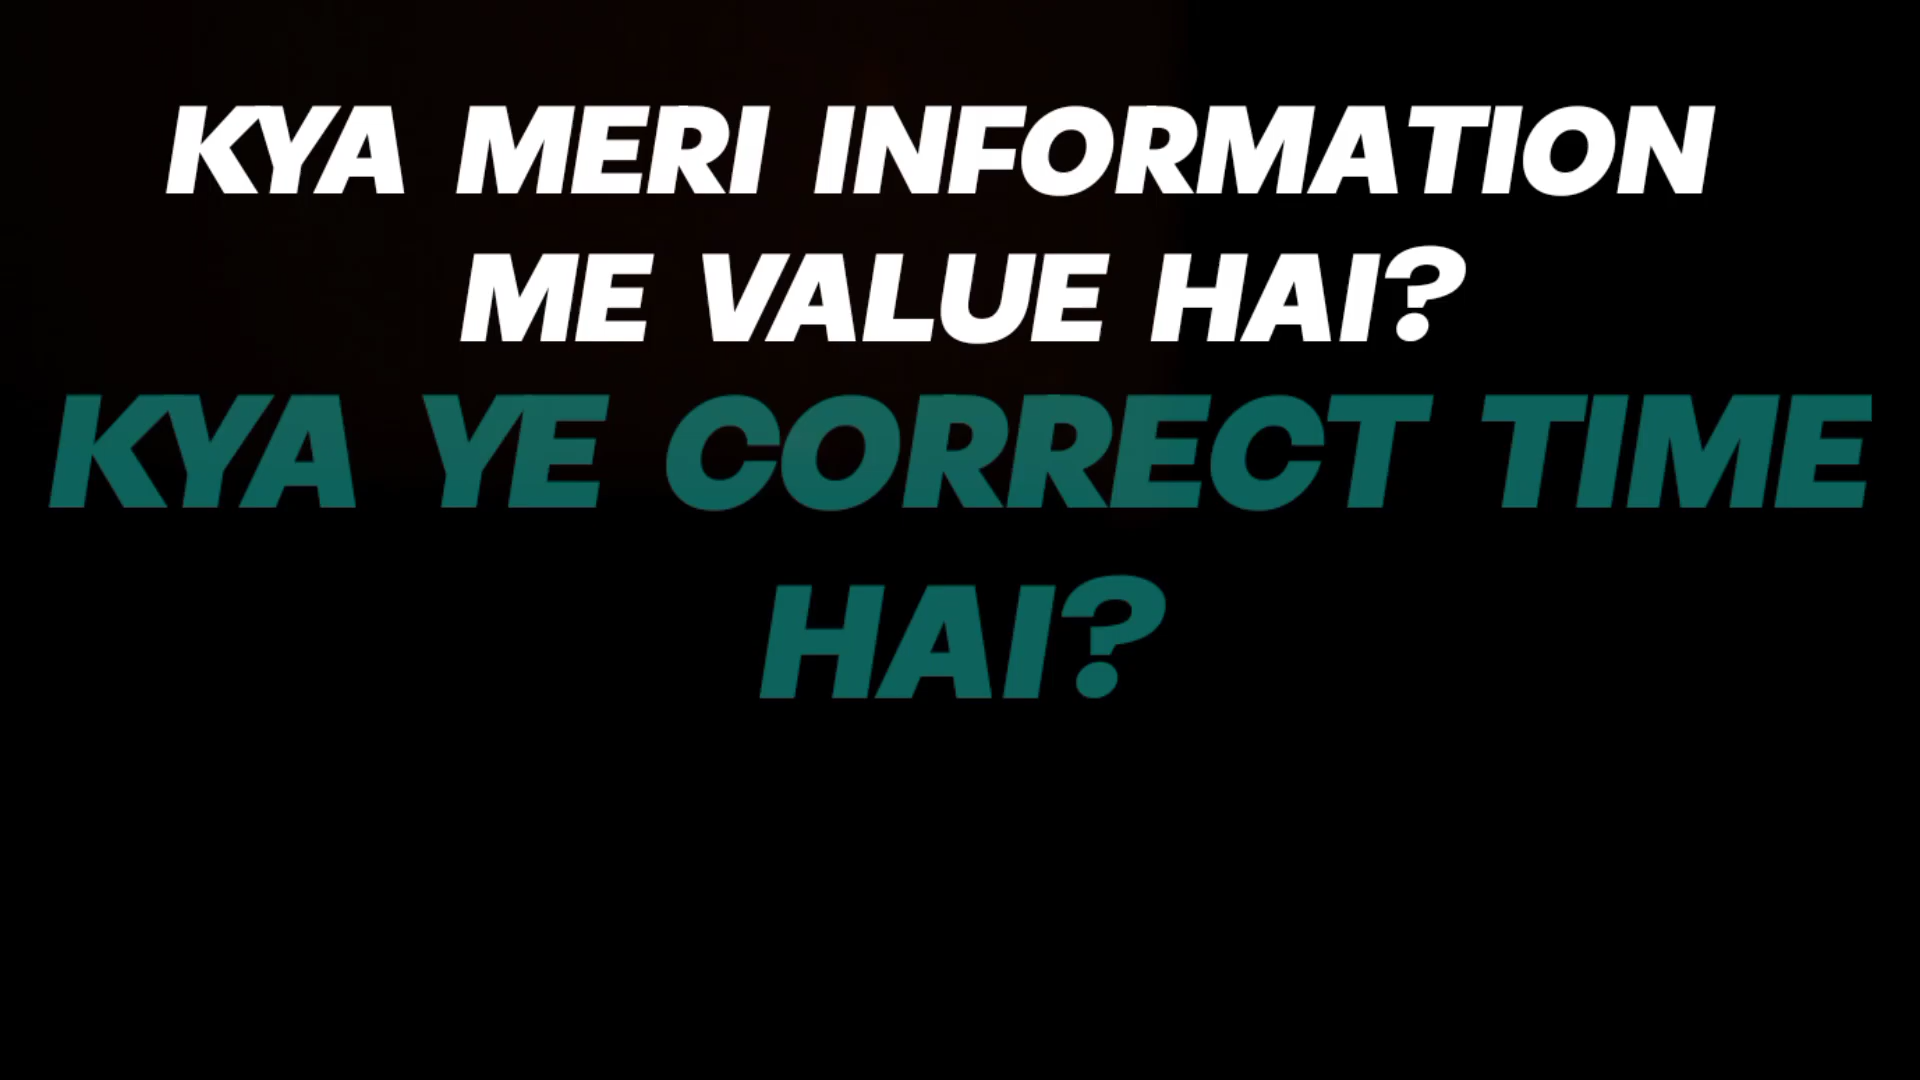 KYA MERI INFORMATION
ME VALUE HAI?
KYA YE CORRECT TIME
HAI?